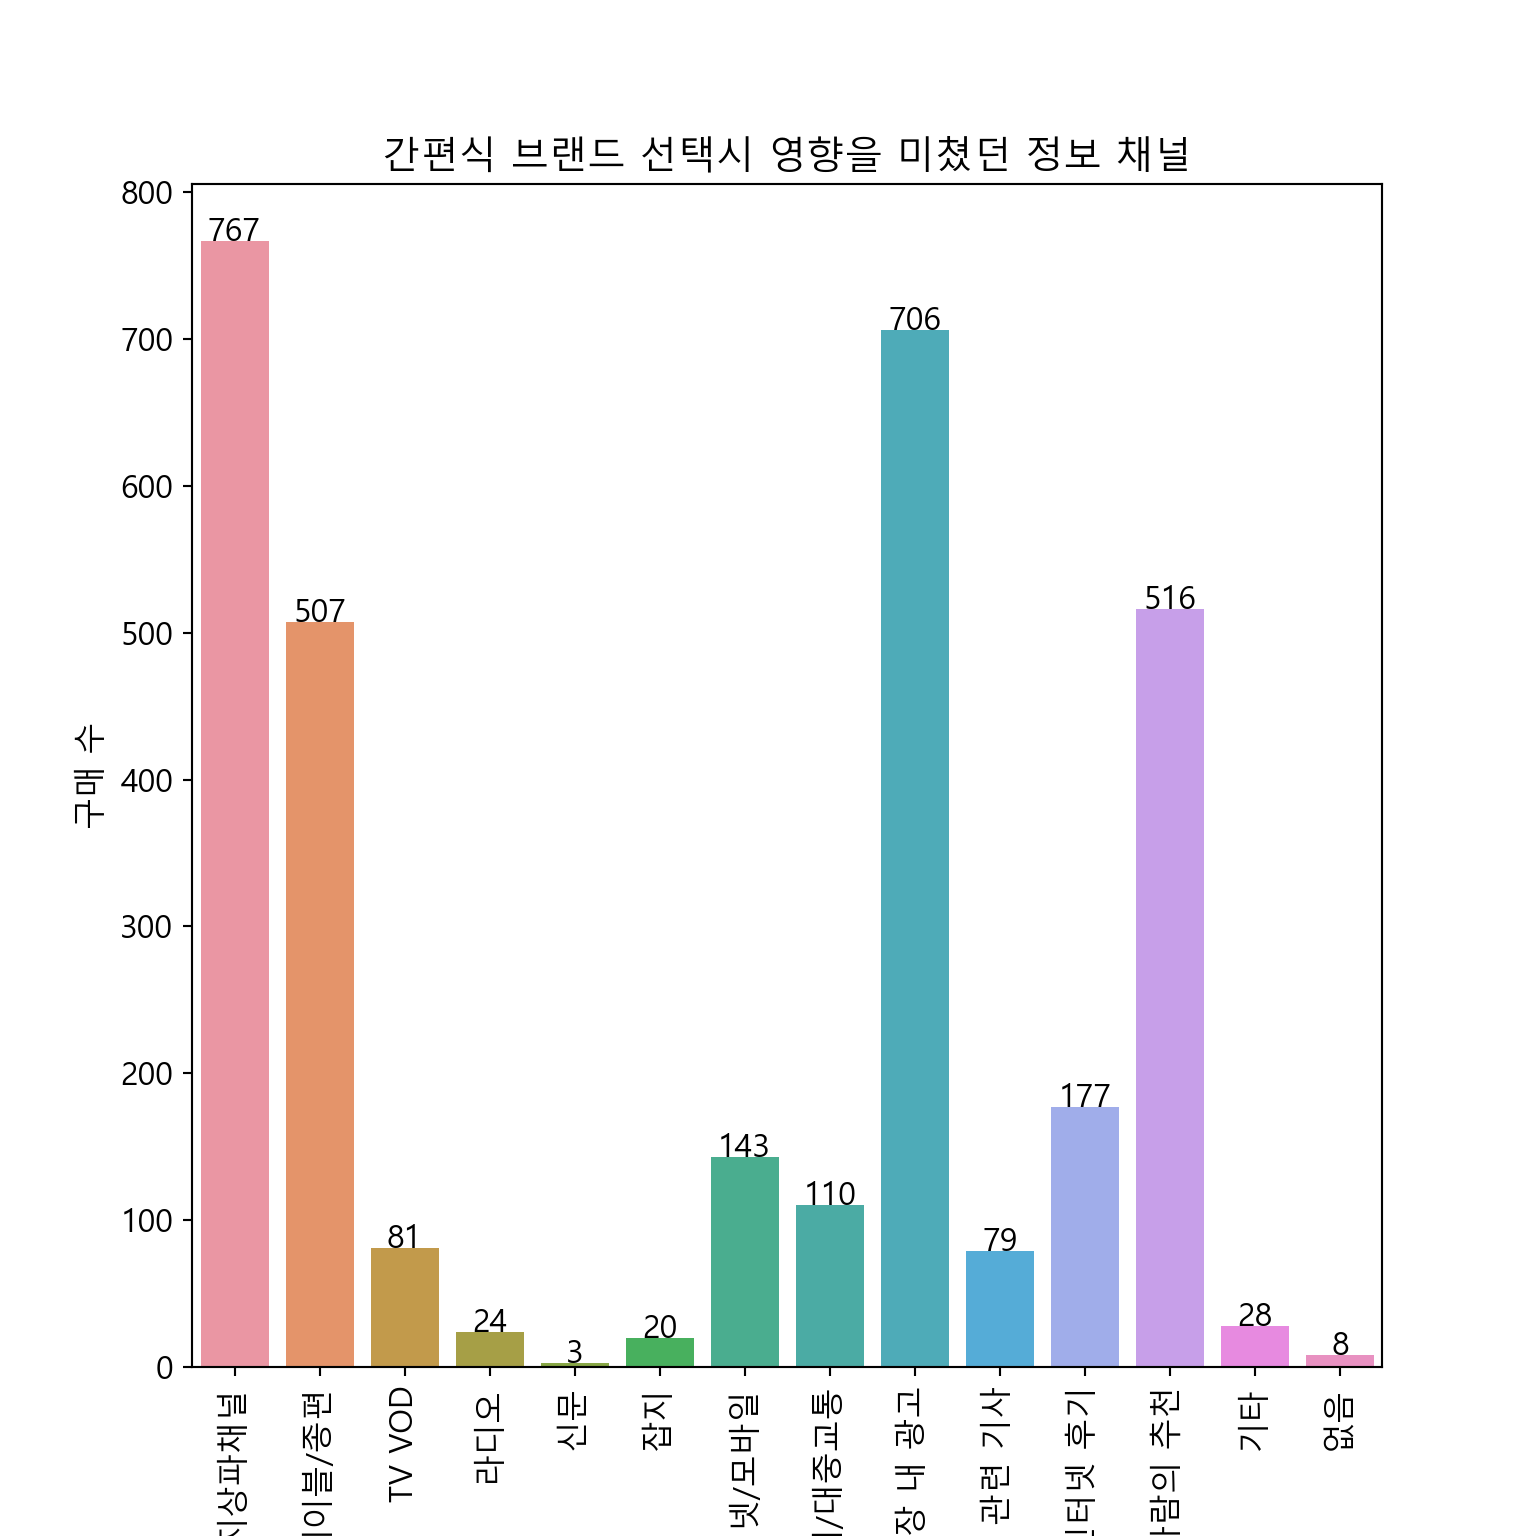 간편식 브랜드 선택시 영향을 미쳤던 정보 채널
구매 수
800
700
600
500
400
300
200
100
0
767
507
81
24
3
20
143
110
706
79
177
516
28
8
지상파채널
이블/종편
TV VOD
라디오
신문
잡지
넷/모바일
/대중교통
장 내 광고
관련 기사
터넷 후기
람의 추천
기타
없음